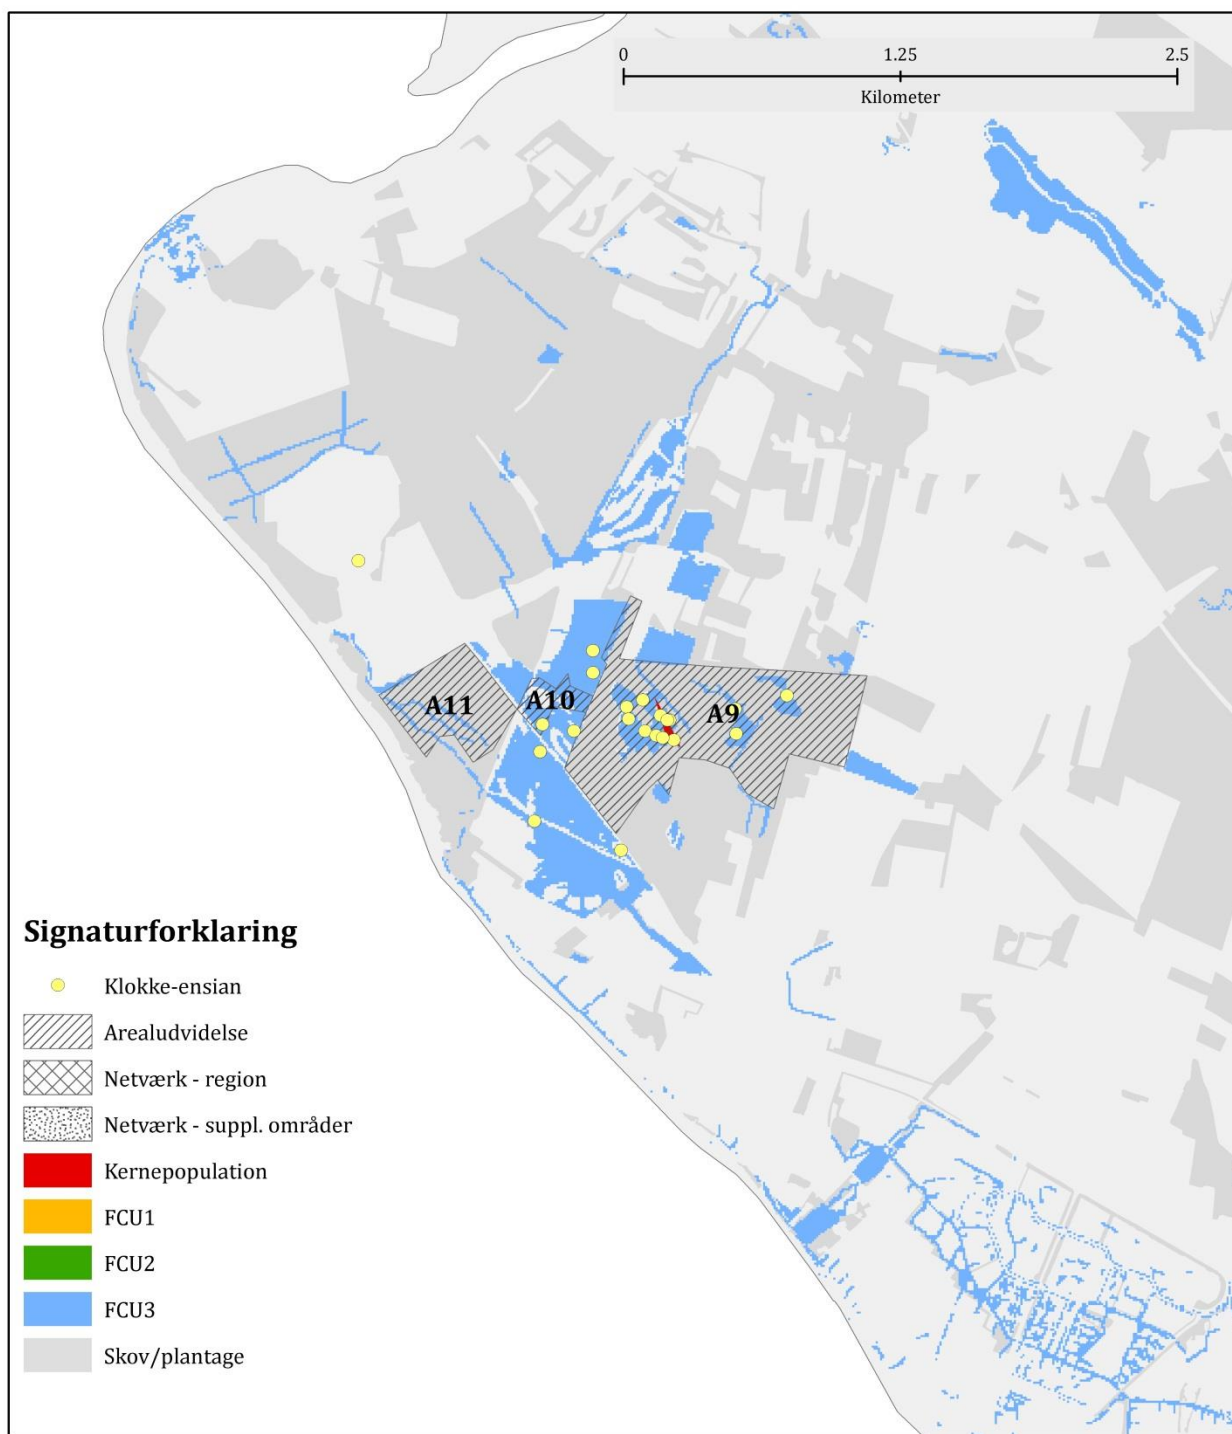 0 1.25 2.5
Kilometer
A11
A10
A9
Signaturforklaring
Klokke-ensian
Arealudvidelse
Netværk - region
Netværk - suppl. områder
Kernepopulation
FCU1
FCU2
FCU3
Skov/plantage